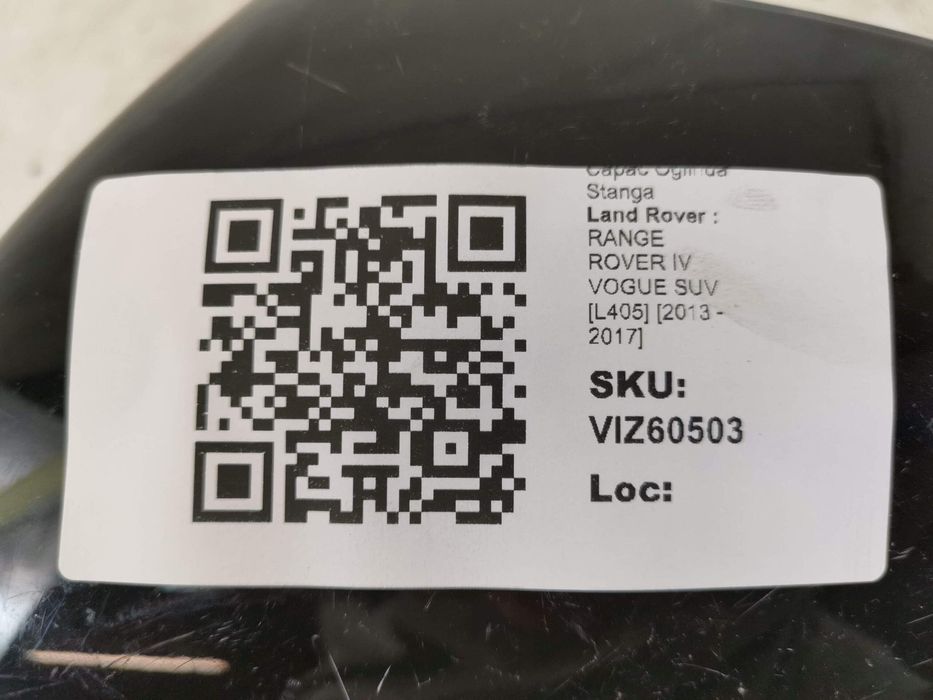 Capac Oglinda
Stanga
Land Rover :
RANGE
ROVER IV
VOGUE SUV
[L405] [2013 -
2017]
SKU:
VIZ60503
Loc: